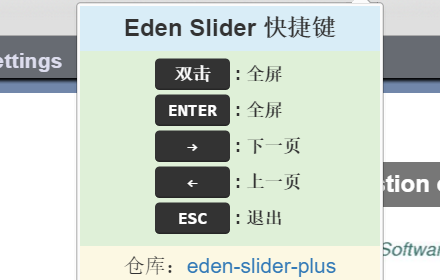 Eden Slider 快捷键
ettings
双击 : 全屏
ENTER : 全屏
→ : 下一页
← : 上一页
stion
ESC : 退出
Softwar
仓库：eden-slider-plus